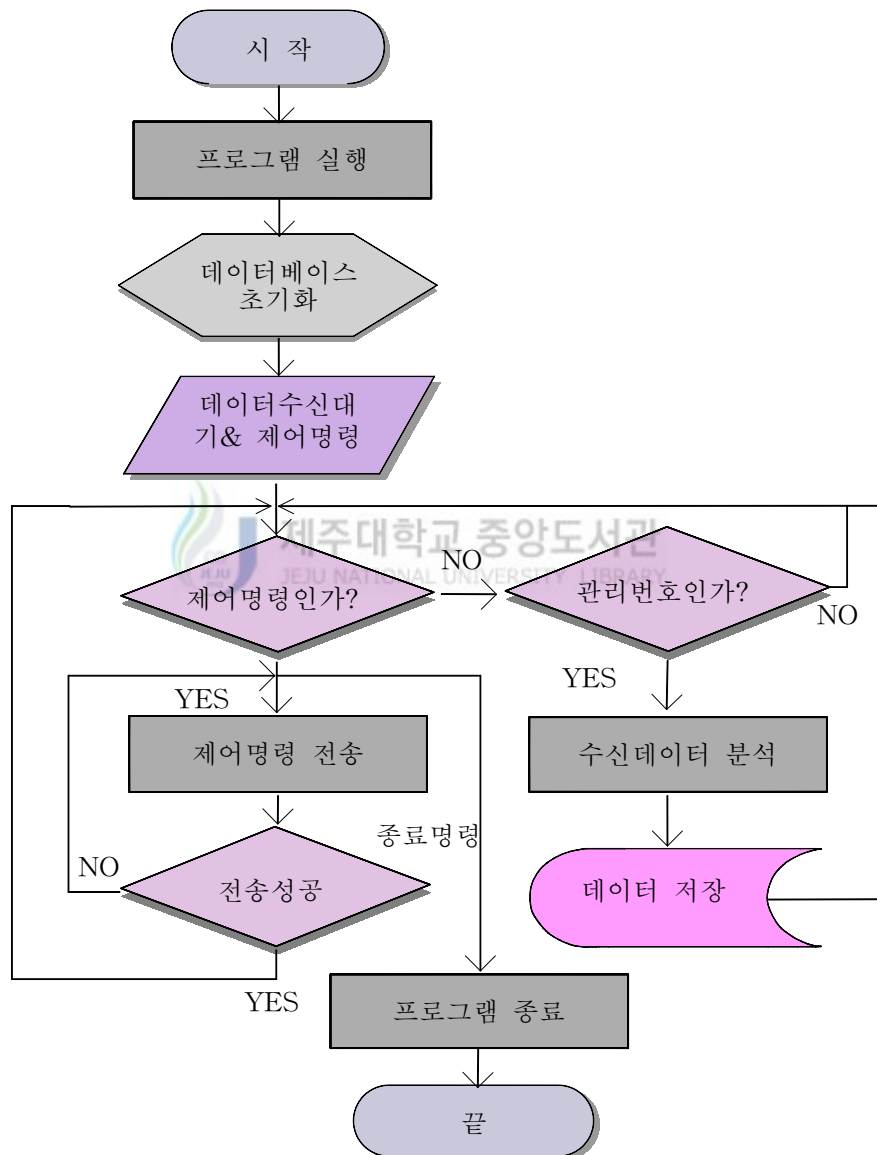 시 작
프로그램 실행
데이터베이스
초기화
데이터수신대
기& 제어명령
제주대학교 중앙도서관
JEJU NATIONAL UNIVERSITY LIBRARY
제어명령인가?
NO
관리번호인가?
NO
YES
YES
제어명령 전송
수신데이터 분석
종료명령
NO
전송성공
데이터 저장
YES
프로그램 종료
끝